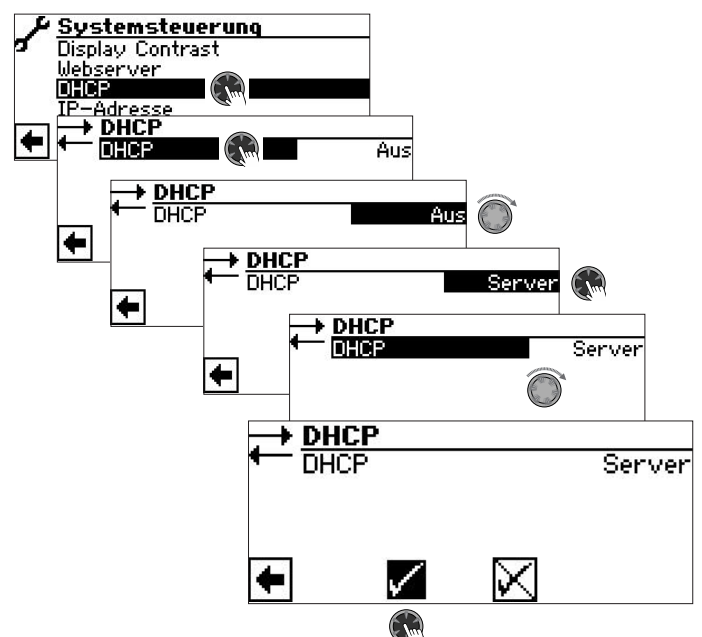 Systemsteuerung
Display Contrast
Webserver
DHCP
IP-Adresse
DHCP
DHCP Aus
DHCP
DHCP Aus
DHCP
DHCP Server
DHCP
DHCP Server
DHCP
DHCP Server